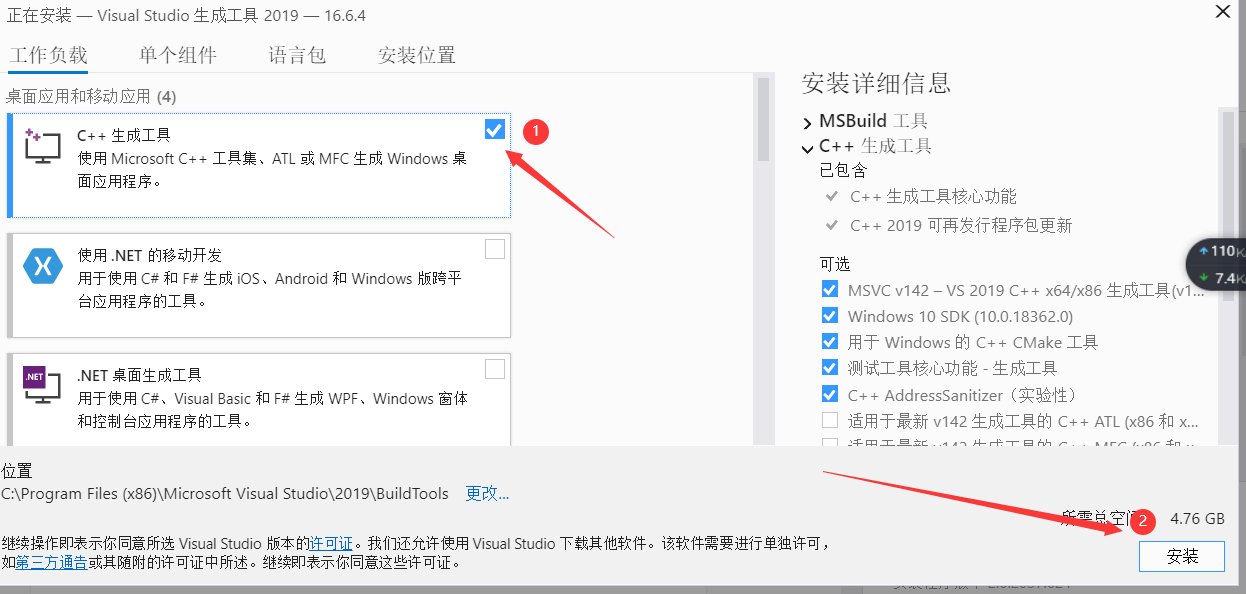 正在安装 — Visual Studio 生成工具 2019 — 16.6.4
工作负载 单个组件 语言包 安装位置
桌面应用和移动应用 (4)
C++ 生成工具
使用 Microsoft C++ 工具集、ATL 或 MFC 生成 Windows 桌
面应用程序。
1
使用 .NET 的移动开发
用于使用 C# 和 F# 生成 iOS、Android 和 Windows 版跨平
台应用程序的工具。
.NET
.NET 桌面生成工具
用于使用 C#、Visual Basic 和 F# 生成 WPF、Windows 窗体
和控制台应用程序的工具。
安装详细信息
MSBuild 工具
C++ 生成工具
已包含
C++ 生成工具核心功能
C++ 2019 可再发行程序包更新
可选
MSVC v142 – VS 2019 C++ x64/x86 生成工具(v1...
Windows 10 SDK (10.0.18362.0)
用于 Windows 的 C++ CMake 工具
测试工具核心功能 - 生成工具
C++ AddressSanitizer（实验性）
适用于最新 v142 生成工具的 C++ ATL (x86 和 x...
适用于最新 v142 生成工具的 C++ MFC (x86 和 x...
110K
7.4K
位置
C:\Program Files (x86)\Microsoft Visual Studio\2019\BuildTools 更改...
所需总空间 2 4.76 GB
继续操作即表示你同意所选 Visual Studio 版本的许可证。我们还允许使用 Visual Studio 下载其他软件。该软件需要进行单独许可，
如第三方通告或其随附的许可证中所述。继续即表示你同意这些许可证。
安装